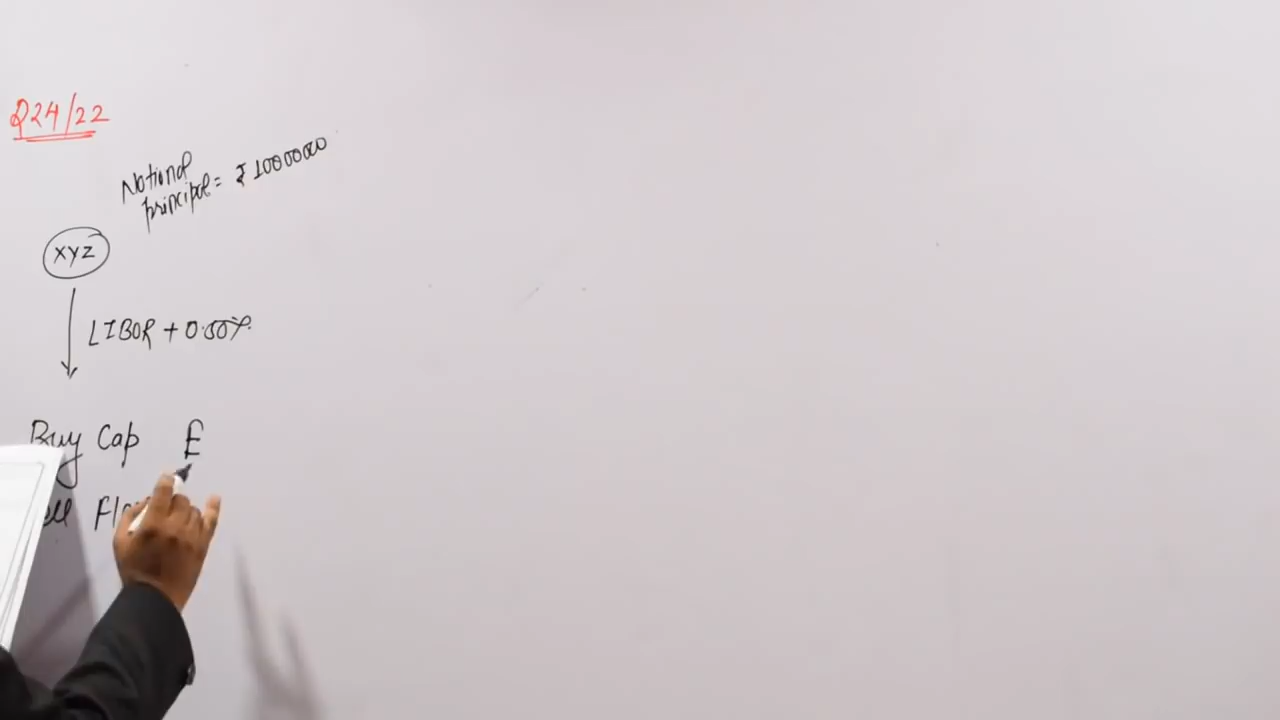 Q24/22
Notional
principal = ₹ 10000000
XYZ
LIBOR + 0.50%
Buy Cap E